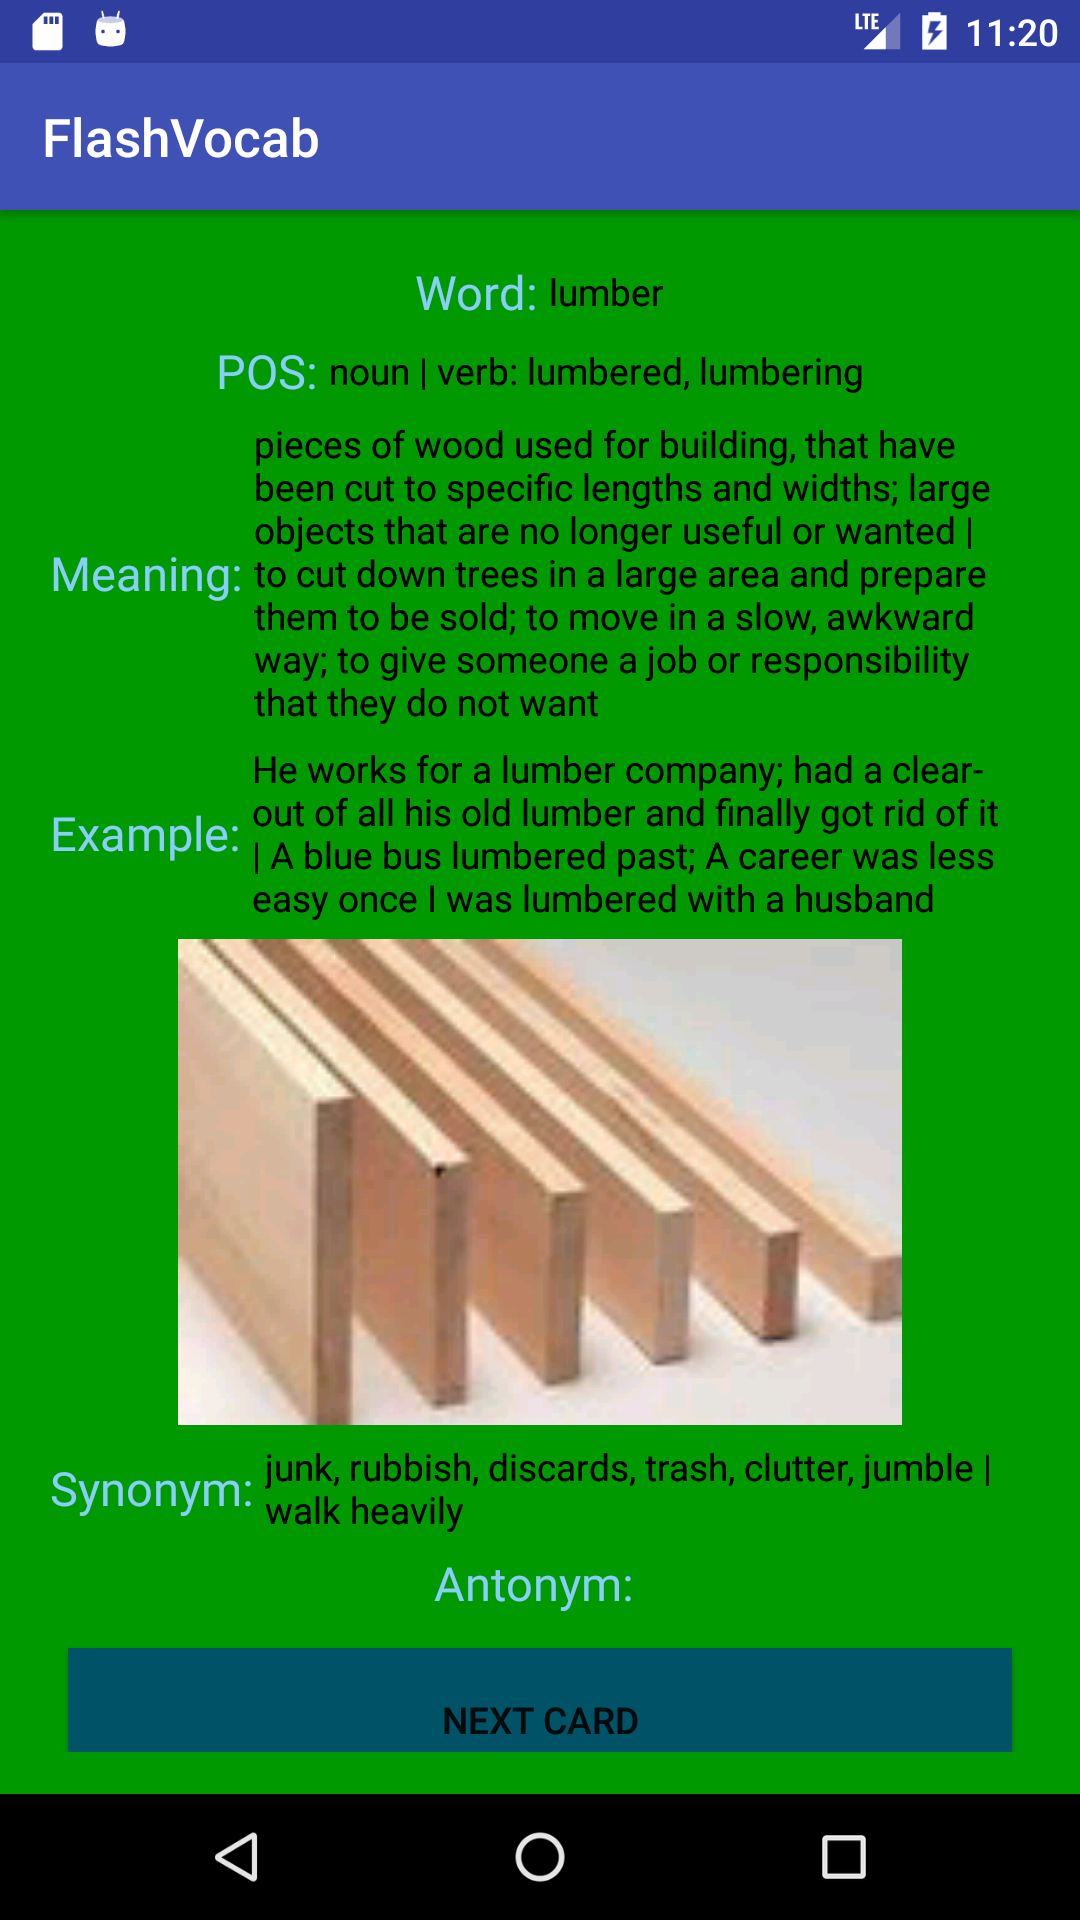 LTE 11:20
FlashVocab
Word: lumber
POS: noun | verb: lumbered, lumbering
Meaning:
pieces of wood used for building, that have
been cut to specific lengths and widths; large
objects that are no longer useful or wanted |
to cut down trees in a large area and prepare
them to be sold; to move in a slow, awkward
way; to give someone a job or responsibility
that they do not want
Example:
He works for a lumber company; had a clear-
out of all his old lumber and finally got rid of it
| A blue bus lumbered past; A career was less
easy once I was lumbered with a husband
Synonym:
junk, rubbish, discards, trash, clutter, jumble |
walk heavily
Antonym:
NEXT CARD